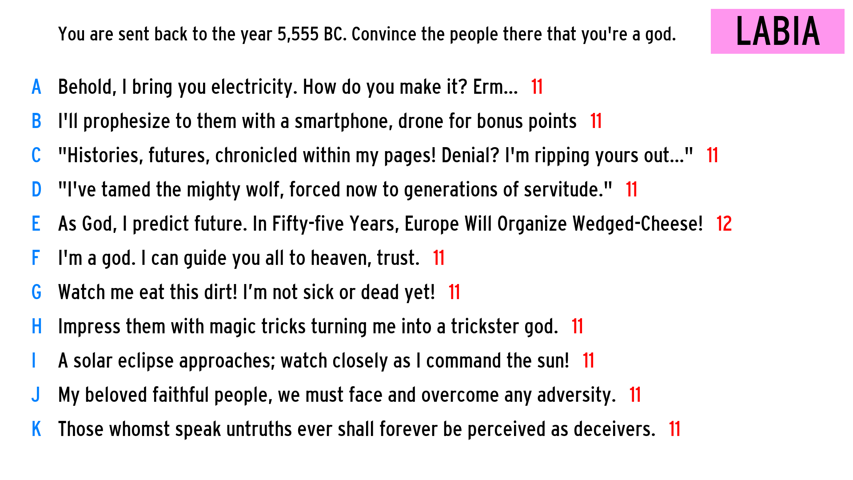 You are sent back to the year 5,555 BC. Convince the people there that you're a god.
LABIA
A Behold, I bring you electricity. How do you make it? Erm... 11
B I'll prophesize to them with a smartphone, drone for bonus points 11
C "Histories, futures, chronicled within my pages! Denial? I'm ripping yours out..." 11
D "I've tamed the mighty wolf, forced now to generations of servitude." 11
E As God, I predict future. In Fifty-five Years, Europe Will Organize Wedged-Cheese! 12
F I'm a god. I can guide you all to heaven, trust. 11
G Watch me eat this dirt! I’m not sick or dead yet! 11
H Impress them with magic tricks turning me into a trickster god. 11
I A solar eclipse approaches; watch closely as I command the sun! 11
J My beloved faithful people, we must face and overcome any adversity. 11
K Those whomst speak untruths ever shall forever be perceived as deceivers. 11